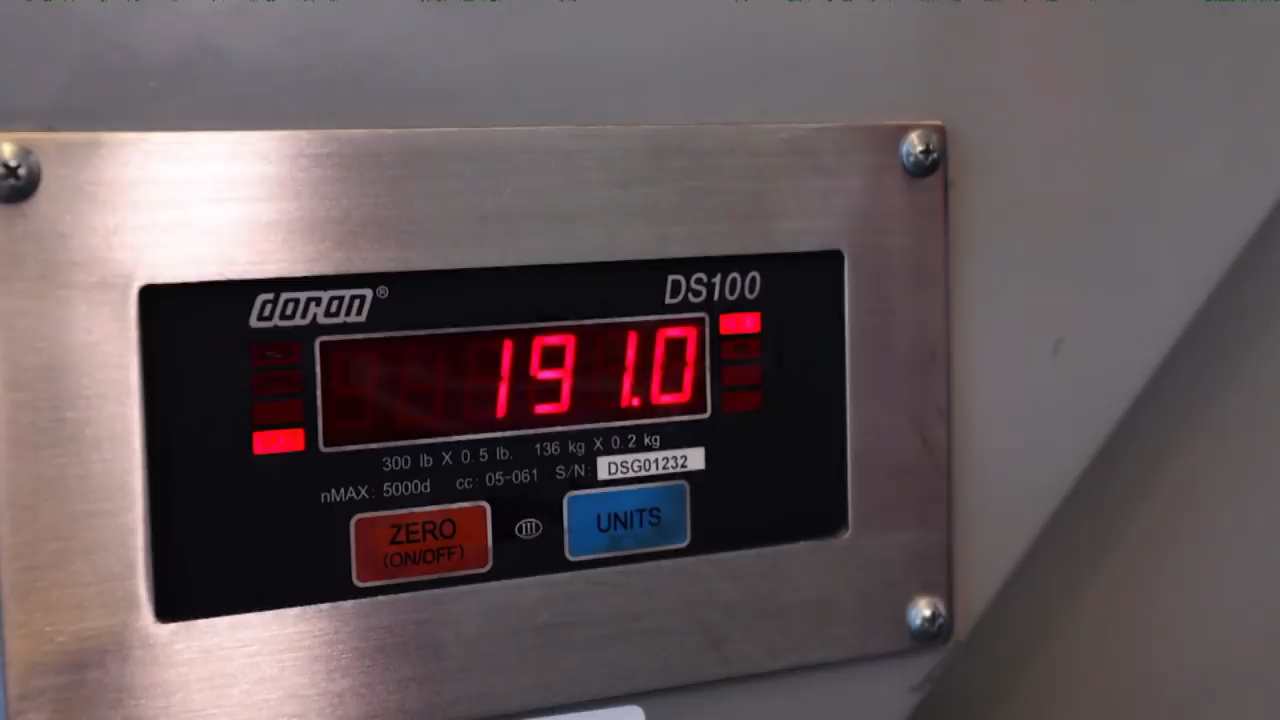 doran®
DS100
191.0
300 lb X 0.5 lb. 136 kg X 0.2 kg
nMAX: 5000d cc: 05-061 S/N: DSG01232
ZERO
(ON/OFF)
III
UNITS